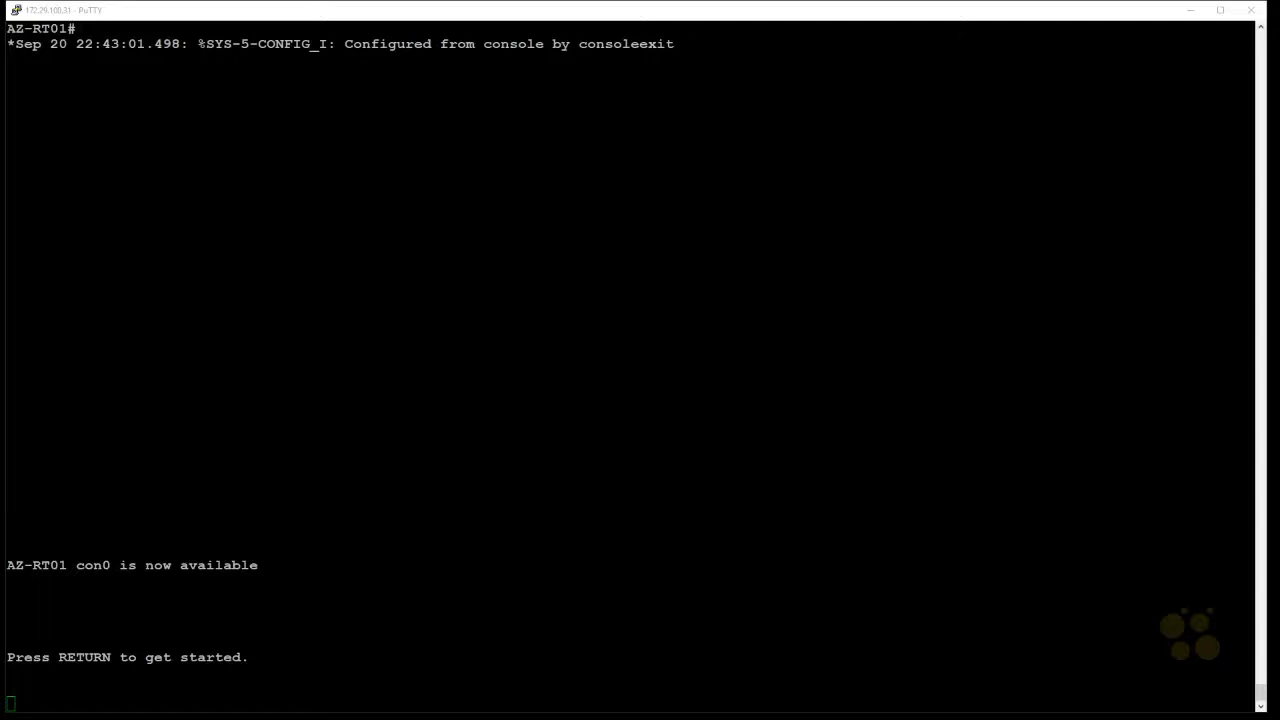 172.29.100.31 - PuTTY
AZ-RT01#
*Sep 20 22:43:01.498: %SYS-5-CONFIG_I: Configured from console by consoleexit
AZ-RT01 con0 is now available
Press RETURN to get started.